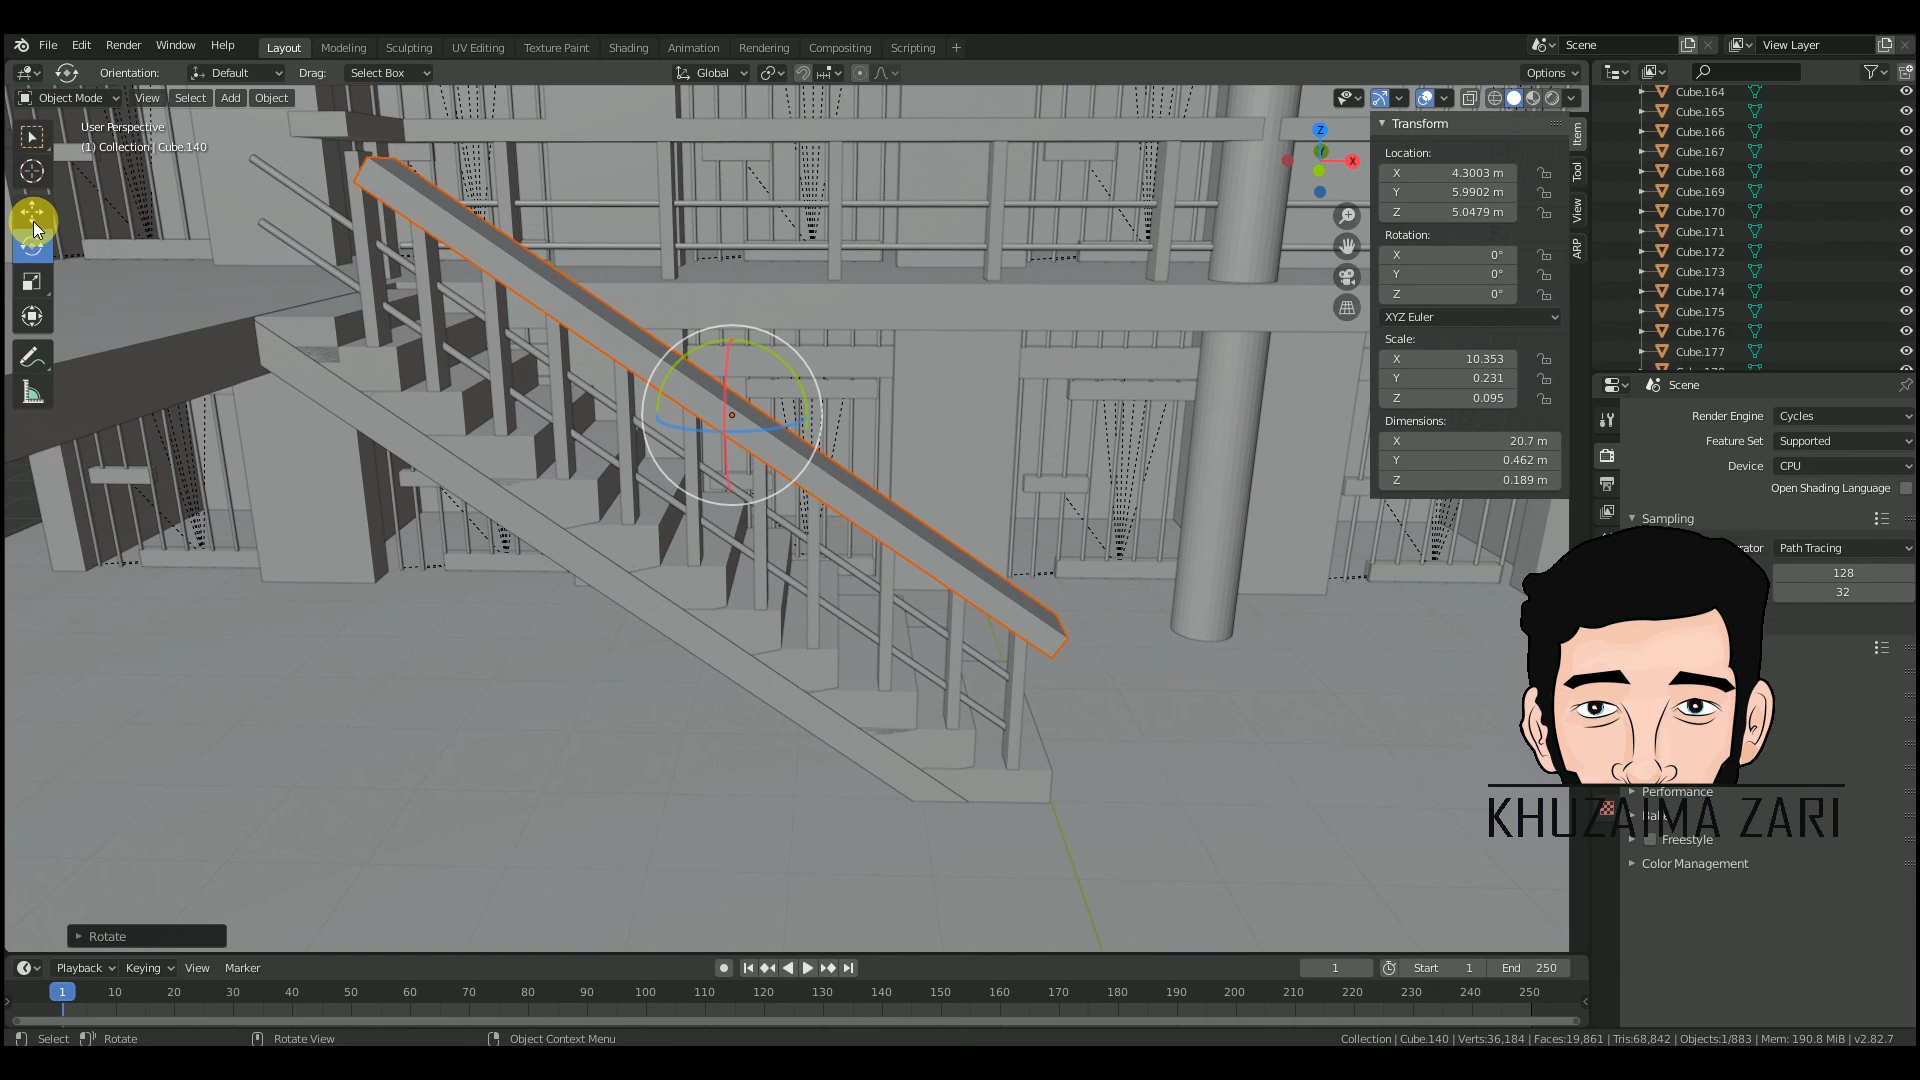 File Edit Render Window Help Layout Modeling Sculpting UV Editing Texture Paint Shading Animation Rendering Compositing Scripting + Scene View Layer
Orientation: Default Drag: Select Box Global Options
Object Mode View Select Add Object
User Perspective
(1) Collection | Cube.140
Transform
Location:
X 4.3003 m
Y 5.9902 m
Z 5.0479 m
Rotation:
X 0°
Y 0°
Z 0°
XYZ Euler
Scale:
X 10.353
Y 0.231
Z 0.095
Dimensions:
X 20.7 m
Y 0.462 m
Z 0.189 m
Item
Tool
View
ARP
Z
X
Cube.164
Cube.165
Cube.166
Cube.167
Cube.168
Cube.169
Cube.170
Cube.171
Cube.172
Cube.173
Cube.174
Cube.175
Cube.176
Cube.177
Scene
Render Engine Cycles
Feature Set Supported
Device CPU
Open Shading Language
Sampling
Path Tracing
128
32
Performance
KHUZAIMA ZARI
Freestyle
Color Management
Rotate
Playback Keying View Marker 1 Start 1 End 250
1 10 20 30 40 50 60 70 80 90 100 110 120 130 140 150 160 170 180 190 200 210 220 230 240 250
Select Rotate Rotate View Object Context Menu Collection | Cube.140 | Verts:36,184 | Faces:19,861 | Tris:68,842 | Objects:1/883 | Mem: 190.8 MiB | v2.82.7